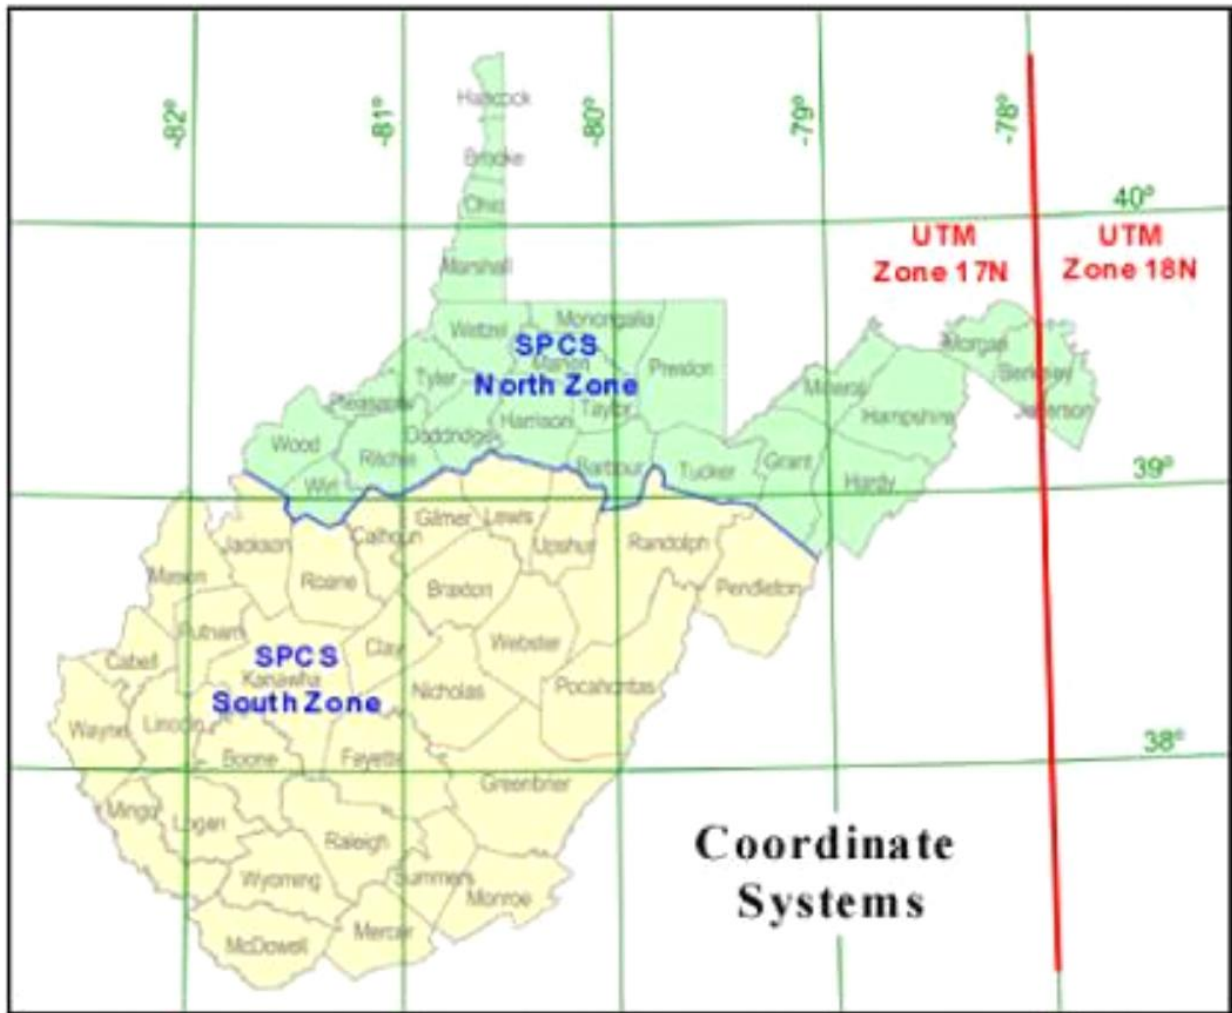 -82°
-81°
-80°
-79°
-78°
Hancock
Brooke
Ohio
40°
UTM
Zone 17N
UTM
Zone 18N
Marshall
Wetzel
Monongalia
SPCS
North Zone
Marion
Preston
Morgan
Berkeley
Jefferson
Tyler
Pleasants
Mineral
Hampshire
Harrison
Taylor
Doddridge
Wood
Ritchie
Barbour
Tucker
Grant
Hardy
39°
Wirt
Gilmer
Lewis
Jackson
Calhoun
Upshur
Randolph
Mason
Roane
Braxton
Pendleton
Putnam
Cabell
Clay
Webster
SPCS
South Zone
Kanawha
Nicholas
Pocahontas
Wayne
Lincoln
Boone
Fayette
38°
Greenbrier
Mingo
Logan
Raleigh
Wyoming
Summers
Monroe
Mercer
McDowell
Coordinate
Systems